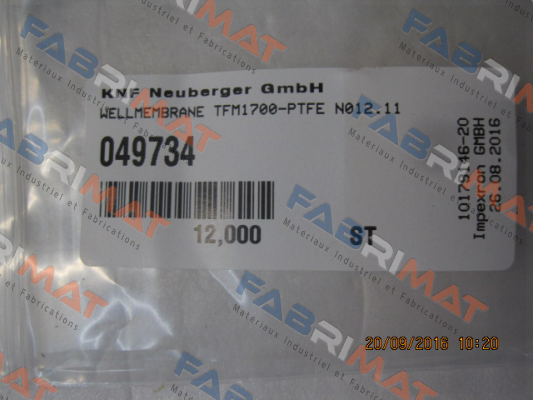 KNF Neuberger GmbH
WELLMEMBRANE TFM1700-PTFE N012.11
049734
12,000 ST
10176146-20
Impexron GMBH
26.08.2016
20/09/2016 10:20
FABRIMAT
Materiaux Industriel et Fabrications